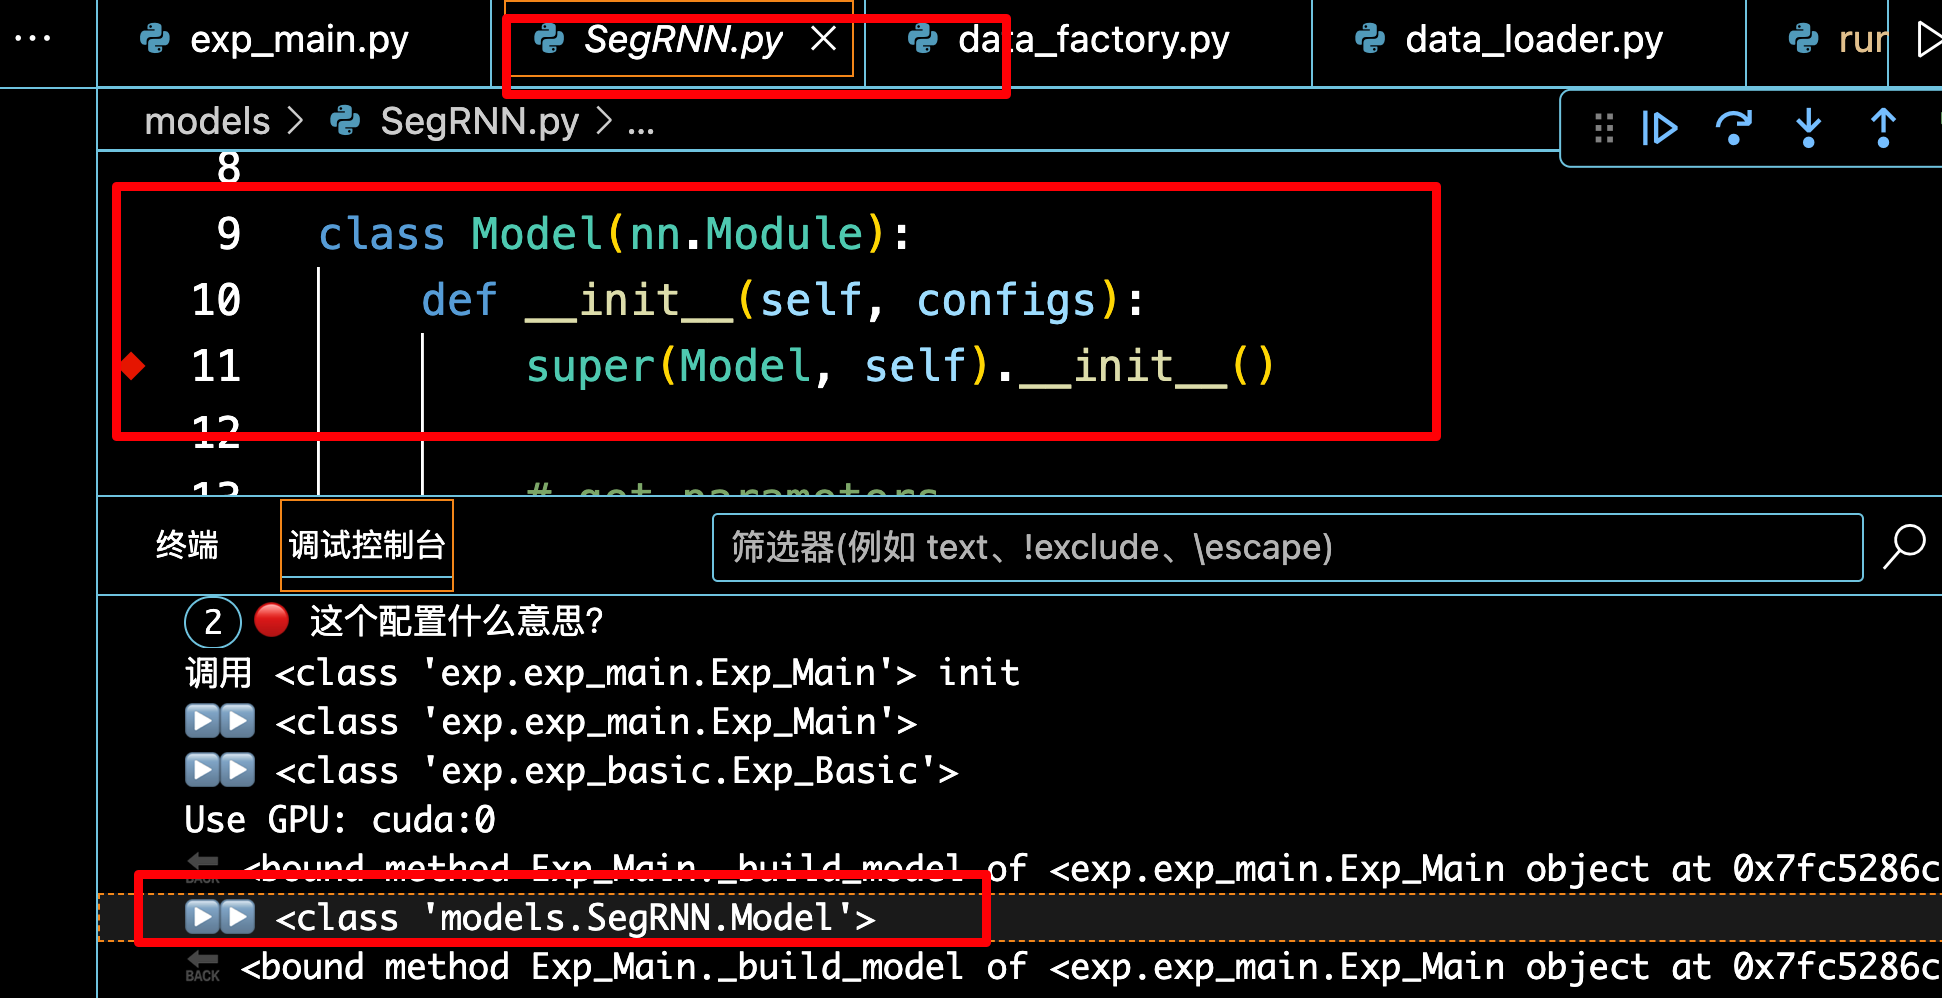 exp_main.py SegRNN.py data_factory.py data_loader.py run
models > SegRNN.py > ...
8
9 class Model(nn.Module):
10 def __init__(self, configs):
11 super(Model, self).__init__()
12
13 # get parameters
终端 调试控制台 筛选器(例如 text、!exclude、\escape)
2 🔴 这个配置什么意思?
调用 <class 'exp.exp_main.Exp_Main'> init
▶️▶️ <class 'exp.exp_main.Exp_Main'>
▶️▶️ <class 'exp.exp_basic.Exp_Basic'>
Use GPU: cuda:0
🔙 <bound method Exp_Main._build_model of <exp.exp_main.Exp_Main object at 0x7fc5286c
▶️▶️ <class 'models.SegRNN.Model'>
🔙 <bound method Exp_Main._build_model of <exp.exp_main.Exp_Main object at 0x7fc5286c